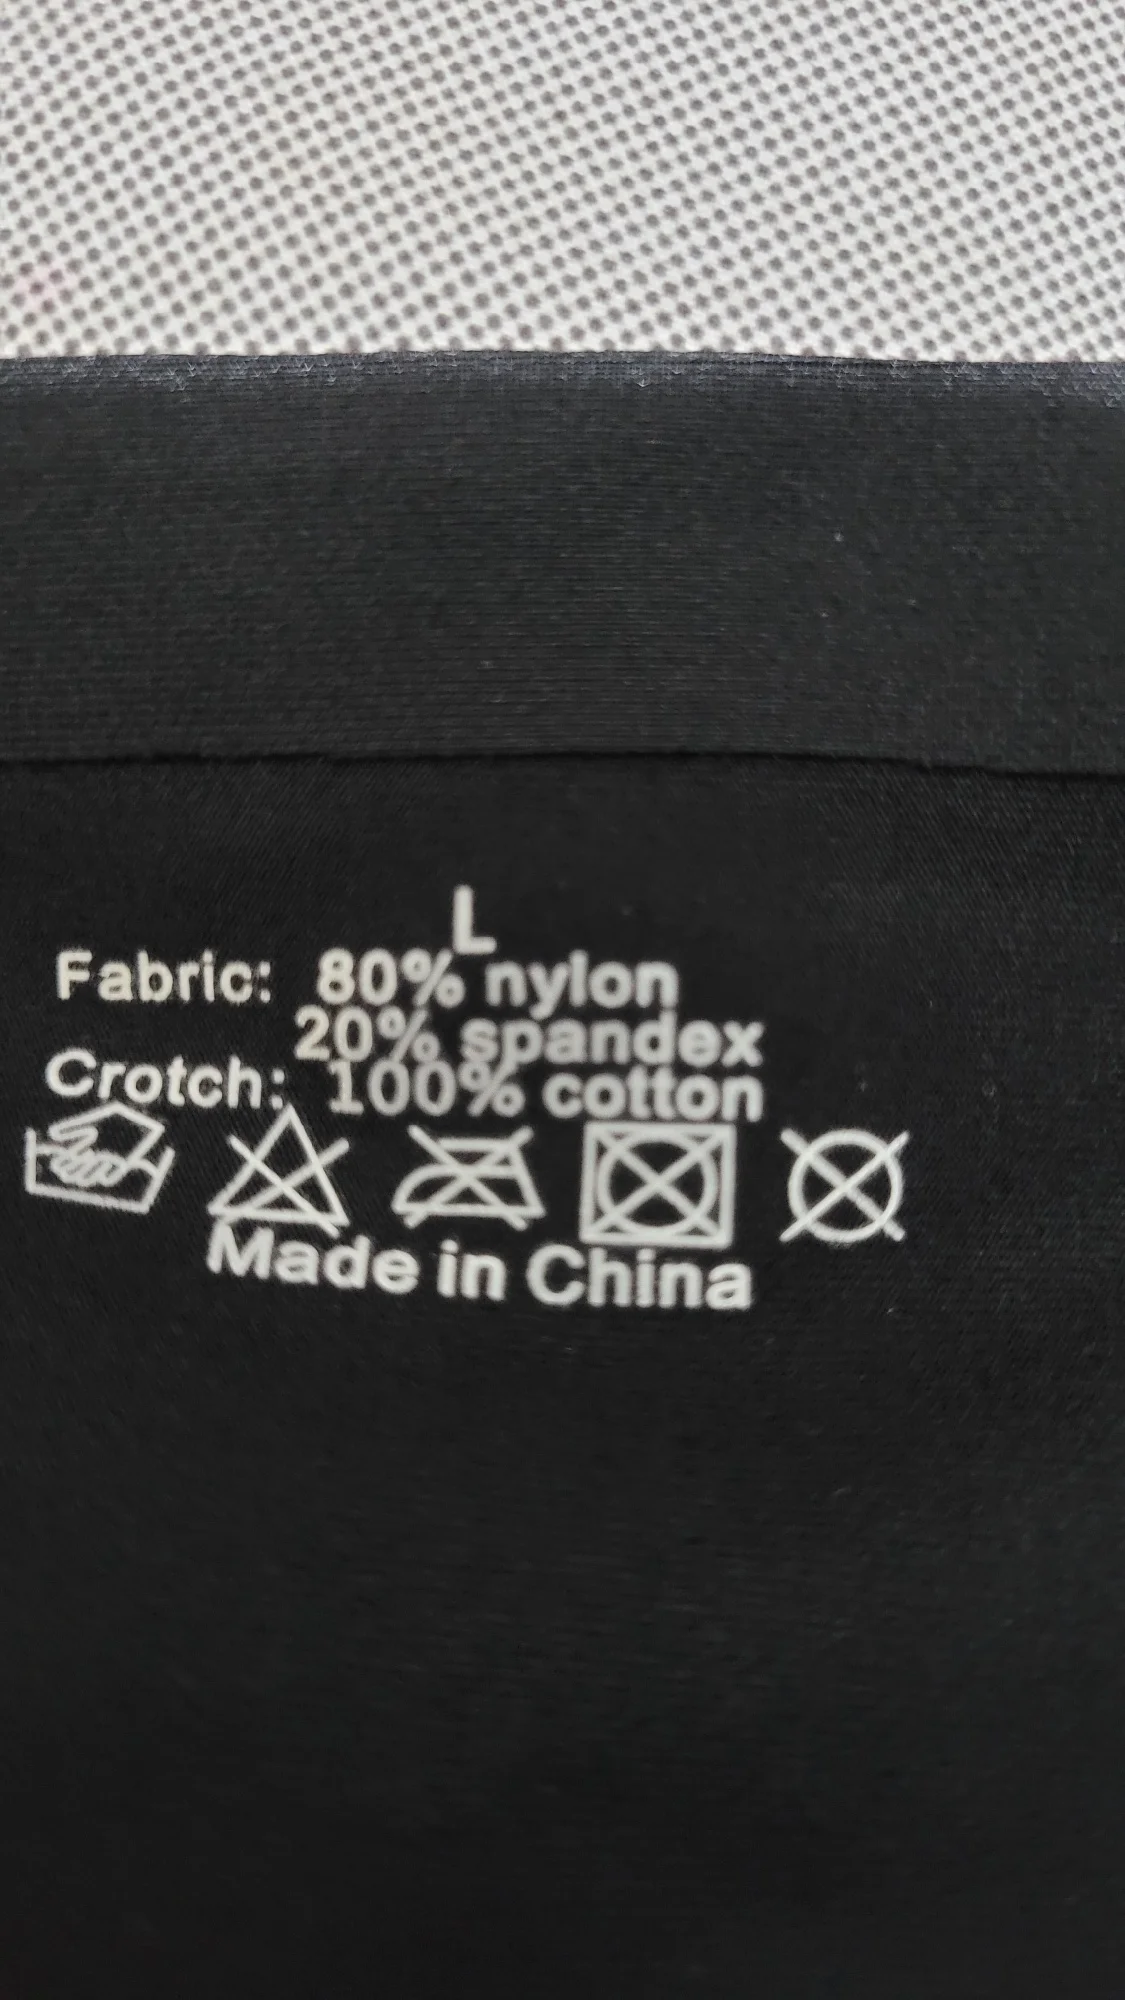 L
Fabric: 80% nylon
20% spandex
Crotch: 100% cotton
Made in China